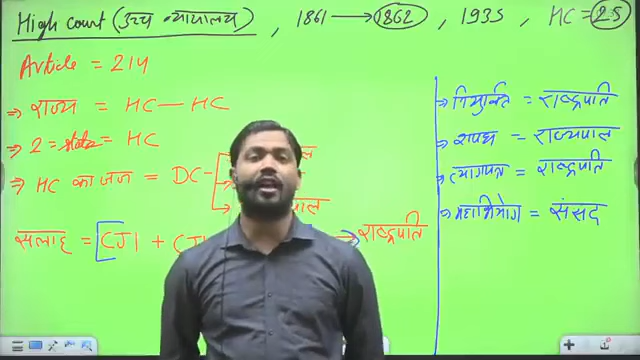 High court (उच्च न्यायालय), 1861 → 1862, 1935, HC = 25
Article = 214
⇒ राज्य = HC — HC
⇒ 2 = = HC
⇒ HC का जज = DC -
सलाह = [CJI + CJ → राष्ट्रपति
→ नियुक्ति = राष्ट्रपति
→ शपथ = राज्यपाल
→ त्यागपत्र = राष्ट्रपति
→ महाभियोग = संसद